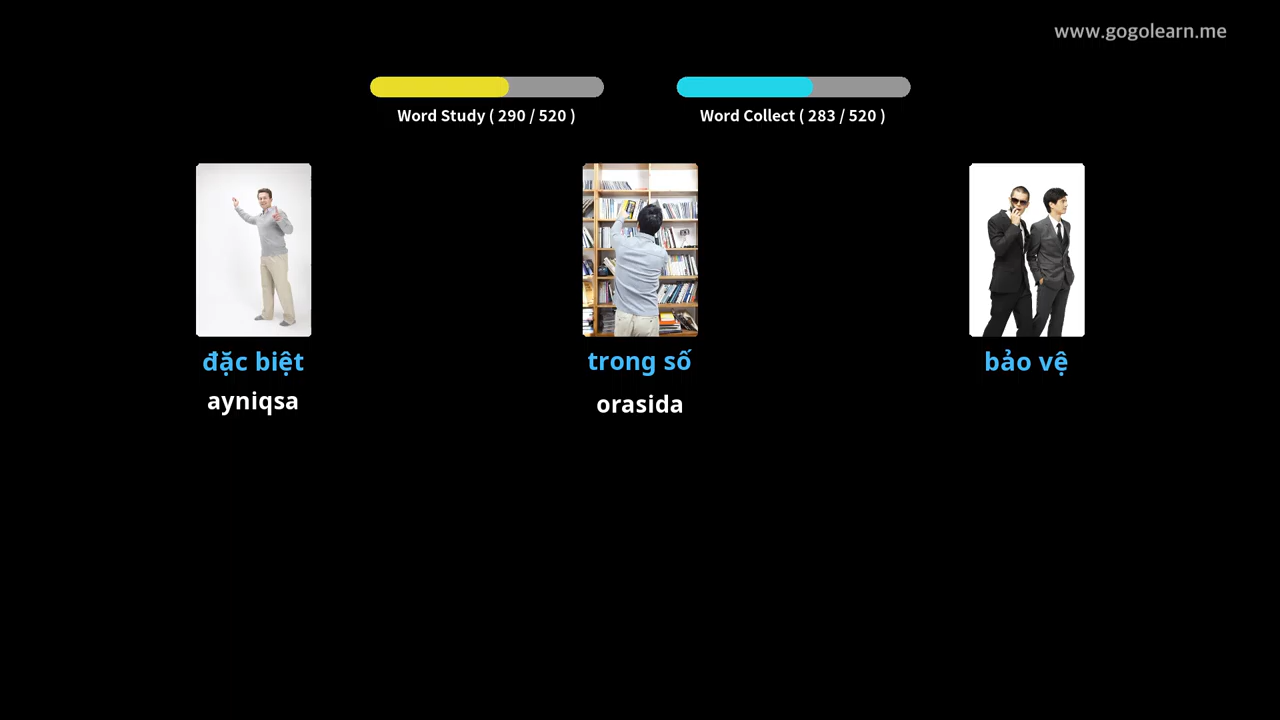 www.gogolearn.me
Word Study ( 290 / 520 )
Word Collect ( 283 / 520 )
đặc biệt
trong số
bảo vệ
ayniqsa
orasida